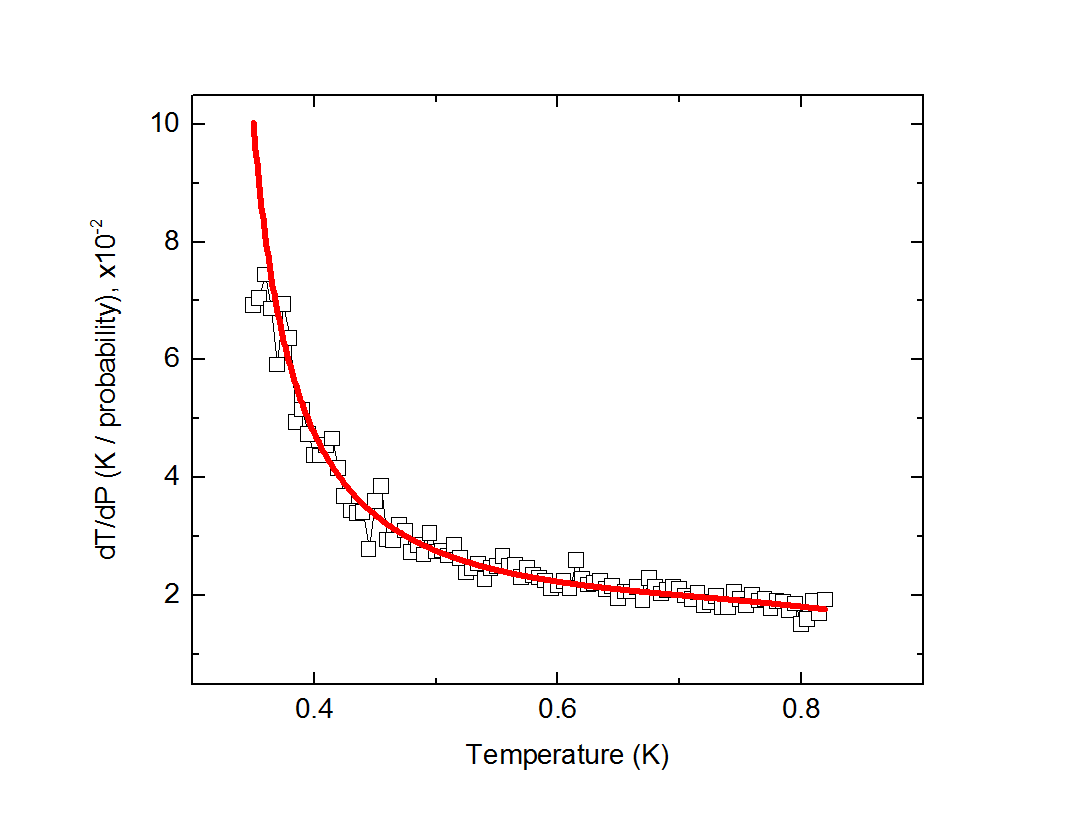 10
8
6
4
2
dT/dP (K / probability), x10⁻²
0.4 0.6 0.8
Temperature (K)